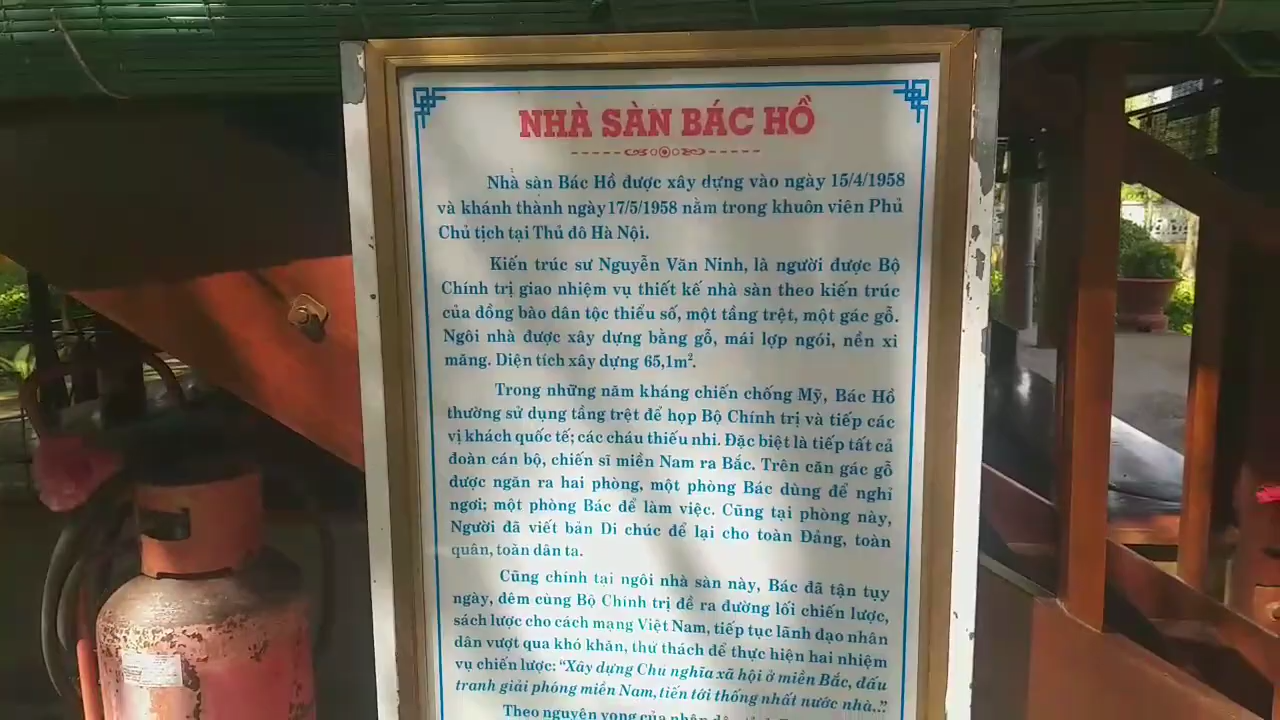 NHÀ SÀN BÁC HỒ
Nhà sàn Bác Hồ được xây dựng vào ngày 15/4/1958
và khánh thành ngày 17/5/1958 nằm trong khuôn viên Phủ
Chủ tịch tại Thủ đô Hà Nội.
Kiến trúc sư Nguyễn Văn Ninh, là người được Bộ
Chính trị giao nhiệm vụ thiết kế nhà sàn theo kiến trúc
của đồng bào dân tộc thiểu số, một tầng trệt, một gác gỗ.
Ngôi nhà được xây dựng bằng gỗ, mái lợp ngói, nền xi
măng. Diện tích xây dựng 65,1m².
Trong những năm kháng chiến chống Mỹ, Bác Hồ
thường sử dụng tầng trệt để họp Bộ Chính trị và tiếp các
vị khách quốc tế; các cháu thiếu nhi. Đặc biệt là tiếp tất cả
đoàn cán bộ, chiến sĩ miền Nam ra Bắc. Trên căn gác gỗ
được ngăn ra hai phòng, một phòng Bác dùng để nghỉ
ngơi; một phòng Bác để làm việc. Cũng tại phòng này,
Người đã viết bản Di chúc để lại cho toàn Đảng, toàn
quân, toàn dân ta.
Cũng chính tại ngôi nhà sàn này, Bác đã tận tụy
ngày, đêm cùng Bộ Chính trị đề ra đường lối chiến lược,
sách lược cho cách mạng Việt Nam, tiếp tục lãnh đạo nhân
dân vượt qua khó khăn, thử thách để thực hiện hai nhiệm
vụ chiến lược: “Xây dựng Chủ nghĩa xã hội ở miền Bắc, đấu
tranh giải phóng miền Nam, tiến tới thống nhất nước nhà..”
Theo nguyện vọng của nhân dân